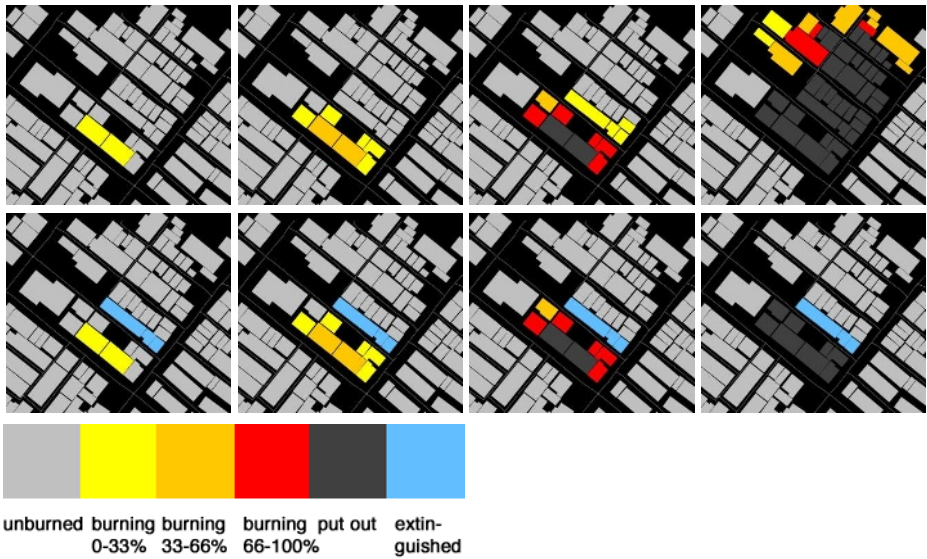 unburned burning burning burning put out extin-
0-33% 33-66% 66-100% guished